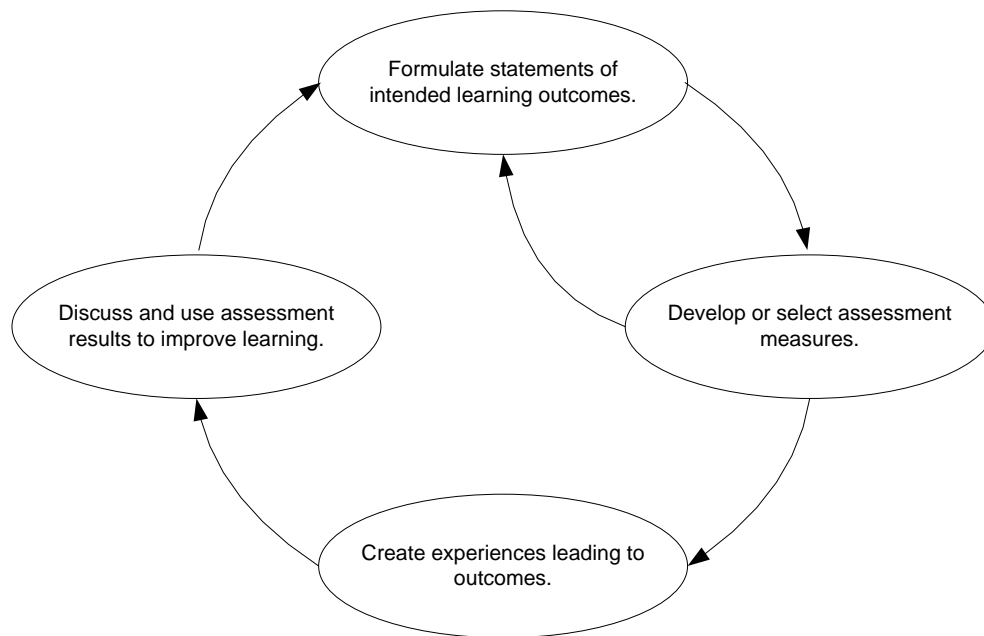 Formulate statements of
intended learning outcomes.
Discuss and use assessment
results to improve learning.
Develop or select assessment
measures.
Create experiences leading to
outcomes.